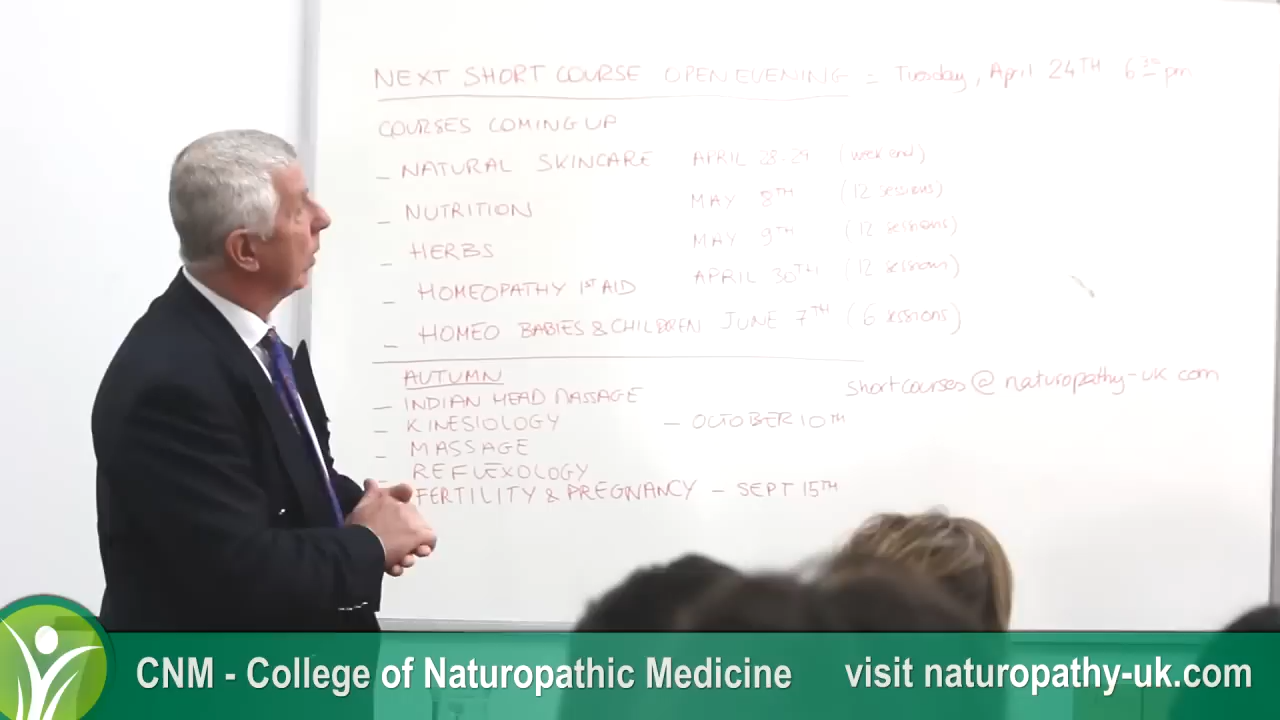 NEXT SHORT COURSE OPEN EVENING = Tuesday, April 24TH 6 30 pm
COURSES COMING UP
- NATURAL SKINCARE APRIL 28-29 (weekend)
- NUTRITION MAY 8TH (12 sessions)
- HERBS MAY 9TH (12 sessions)
- HOMEOPATHY 1ST AID APRIL 30TH (12 sessions)
- HOMEO BABIES & CHILDREN JUNE 7TH (6 sessions)
AUTUMN
- INDIAN HEAD MASSAGE
- KINESIOLOGY - OCTOBER 10TH
- MASSAGE
- REFLEXOLOGY
FERTILITY & PREGNANCY - SEPT 15TH
shortcourses@naturopathy-uk.com
CNM - College of Naturopathic Medicine visit naturopathy-uk.com